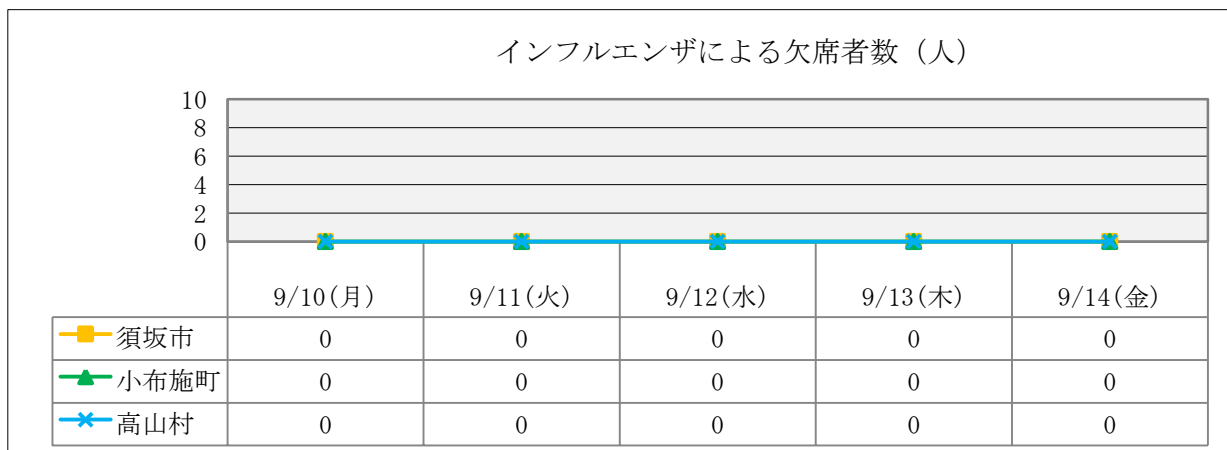 インフルエンザによる欠席者数（人）
10
8
6
4
2
0
9/10(月) 9/11(火) 9/12(水) 9/13(木) 9/14(金)
須坂市 0 0 0 0 0
小布施町 0 0 0 0 0
高山村 0 0 0 0 0